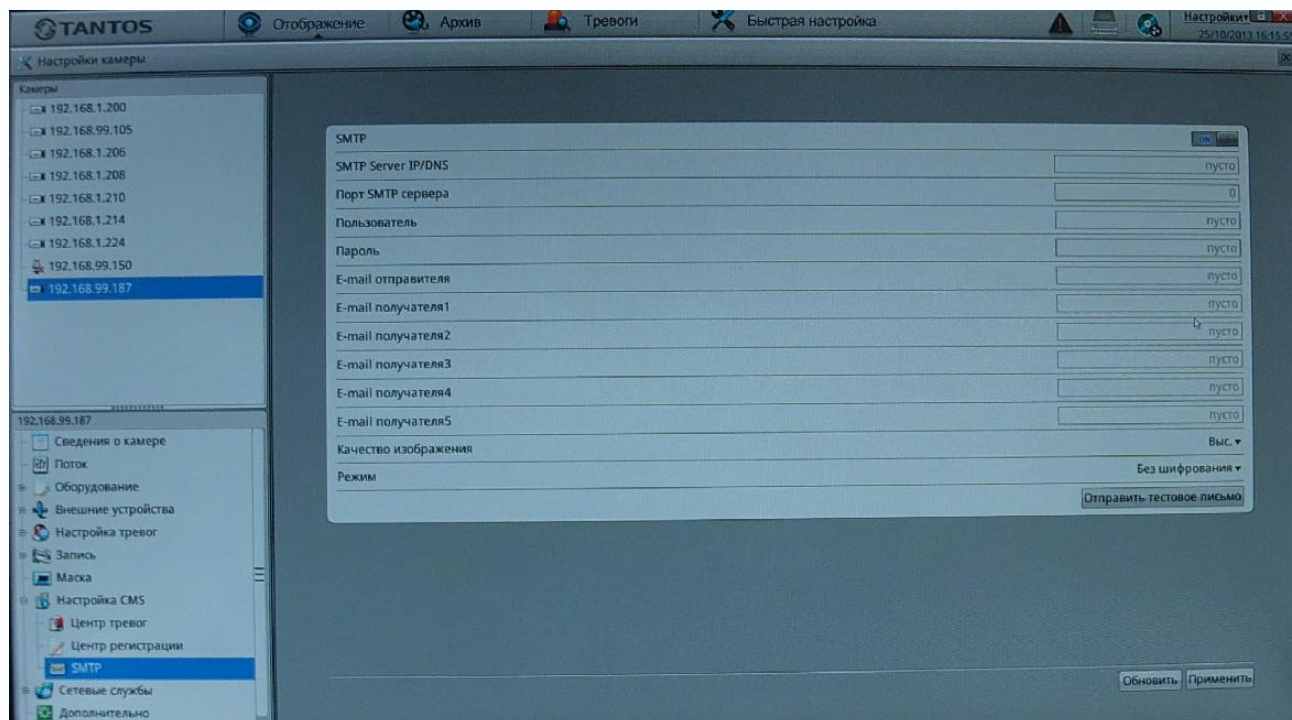 TANTOS
Отображение
Архив
Тревоги
Быстрая настройка
Настройки
25/10/2013 16:15:5
Настройки камеры
Камеры
192.168.1.200
192.168.99.105
192.168.1.206
192.168.1.208
192.168.1.210
192.168.1.214
192.168.1.224
192.168.99.150
192.168.99.187
192.168.99.187
Сведения о камере
Поток
Оборудование
Внешние устройства
Настройка тревог
Запись
Маска
Настройка CMS
Центр тревог
Центр регистрации
SMTP
Сетевые службы
Дополнительно
SMTP ON
SMTP Server IP/DNS пусто
Порт SMTP сервера 0
Пользователь пусто
Пароль пусто
E-mail отправителя пусто
E-mail получателя1 пусто
E-mail получателя2 пусто
E-mail получателя3 пусто
E-mail получателя4 пусто
E-mail получателя5 пусто
Качество изображения Выс.
Режим Без шифрования
Отправить тестовое письмо
Обновить Применить